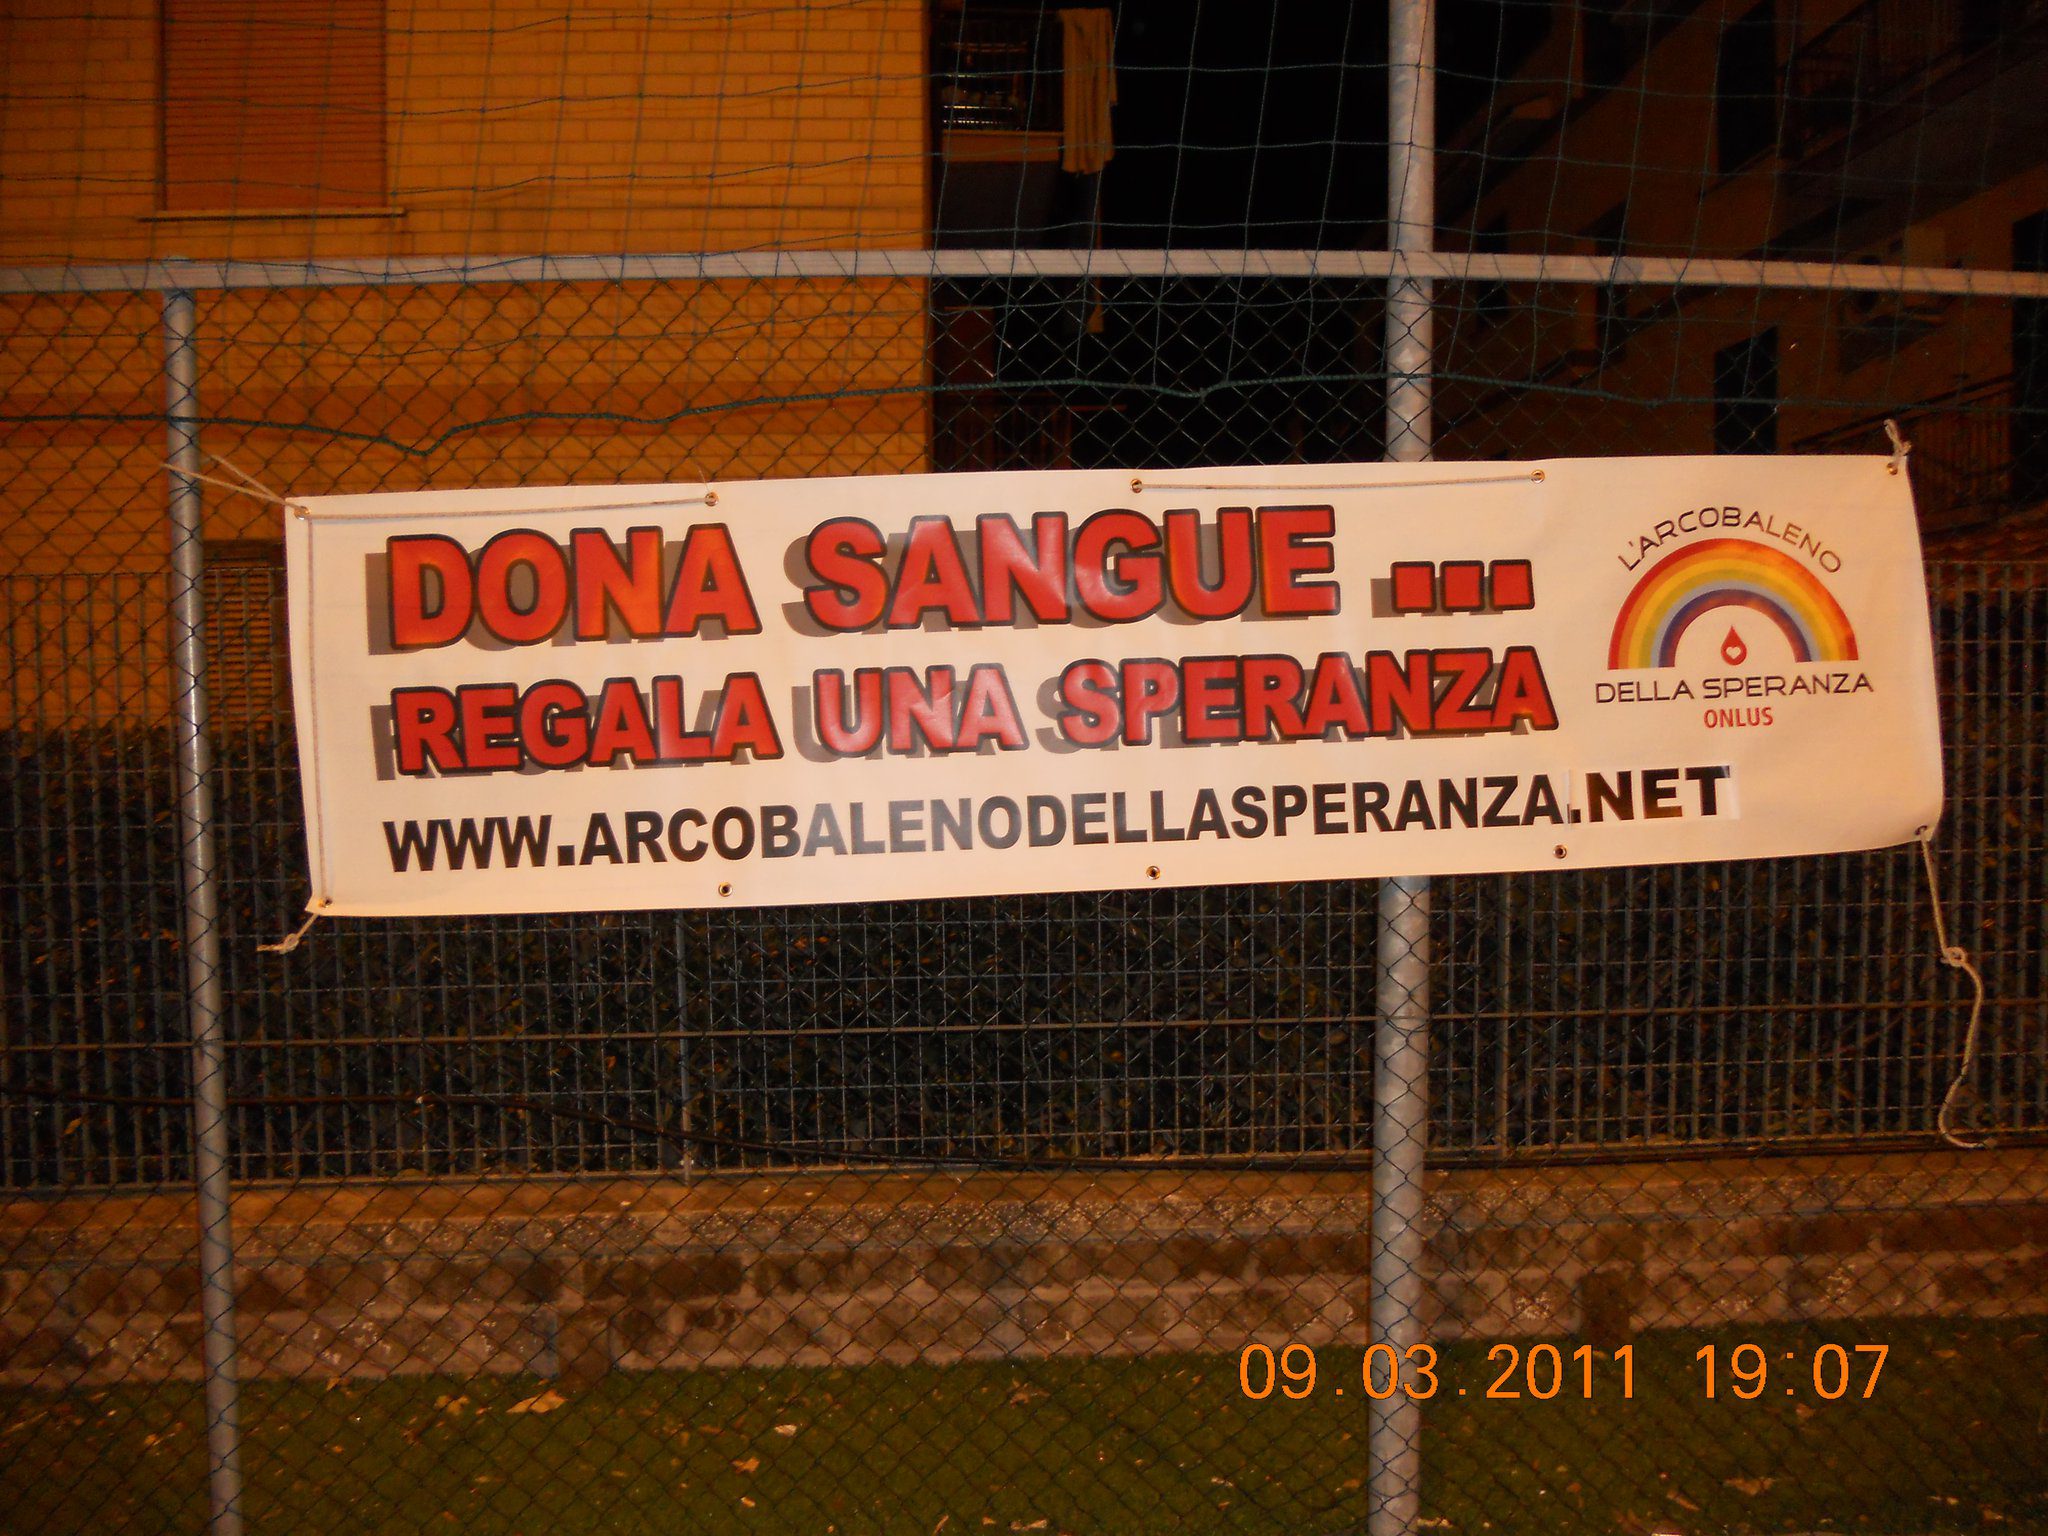 DONA SANGUE ...
REGALA UNA SPERANZA
WWW.ARCOBALENODELLASPERANZA.NET
L'ARCOBALENO
DELLA SPERANZA
ONLUS
09.03.2011 19:07